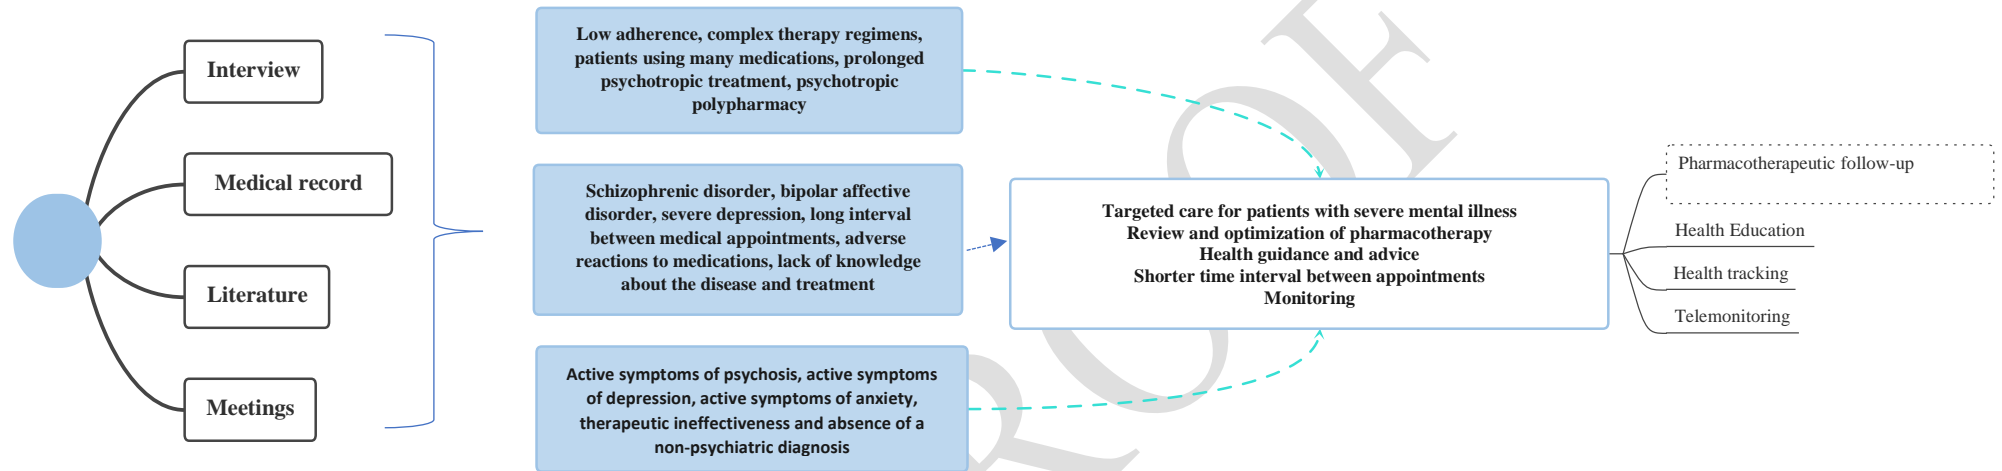 Interview
Medical record
Literature
Meetings
Low adherence, complex therapy regimens,
patients using many medications, prolonged
psychotropic treatment, psychotropic
polypharmacy
Schizophrenic disorder, bipolar affective
disorder, severe depression, long interval
between medical appointments, adverse
reactions to medications, lack of knowledge
about the disease and treatment
Active symptoms of psychosis, active symptoms
of depression, active symptoms of anxiety,
therapeutic ineffectiveness and absence of a
non-psychiatric diagnosis
Targeted care for patients with severe mental illness
Review and optimization of pharmacotherapy
Health guidance and advice
Shorter time interval between appointments
Monitoring
Pharmacotherapeutic follow-up
Health Education
Health tracking
Telemonitoring
ROF